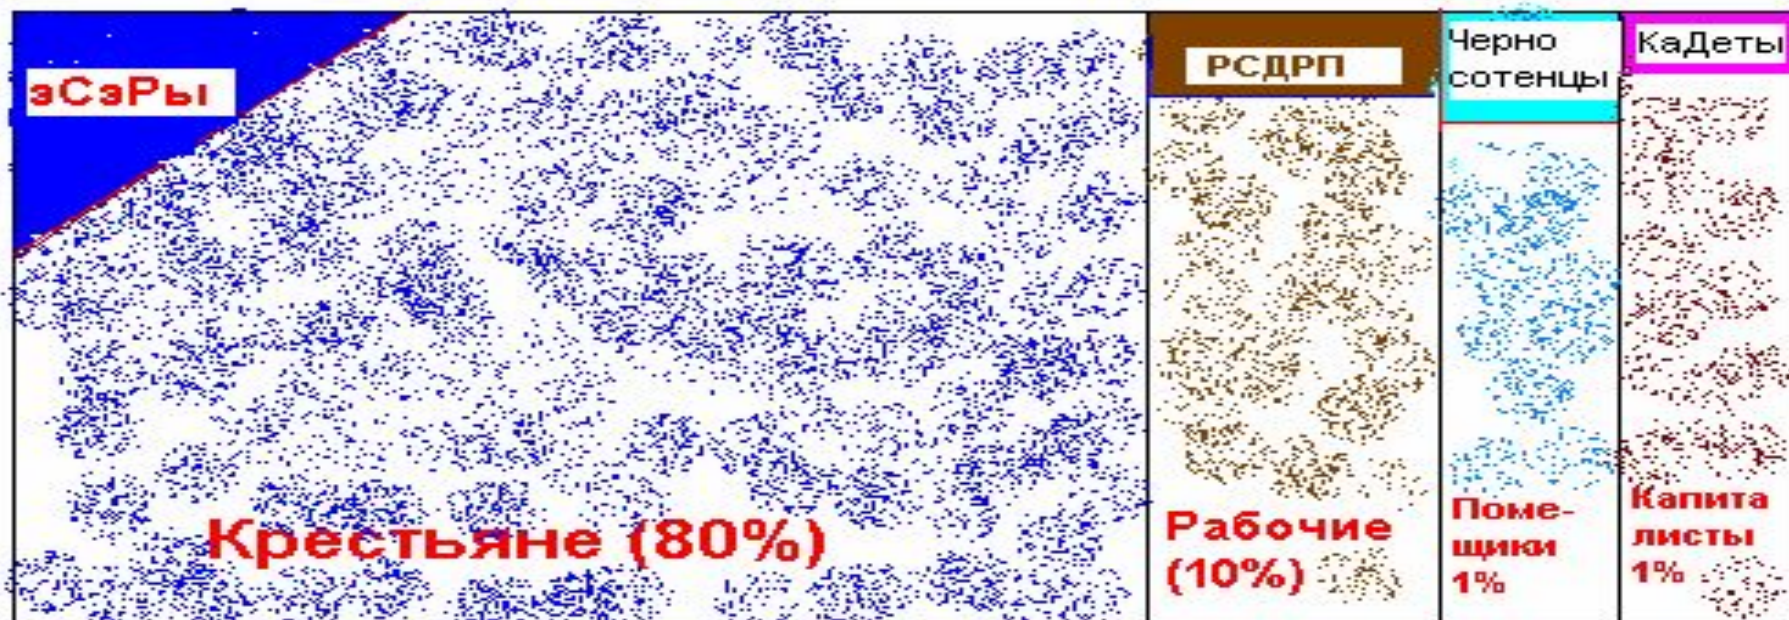 эСэРы
Крестьяне (80%)
РСДРП
Рабочие
(10%)
Черно
сотенцы
Поме-
щики
1%
КаДеты
Капита
листы
1%